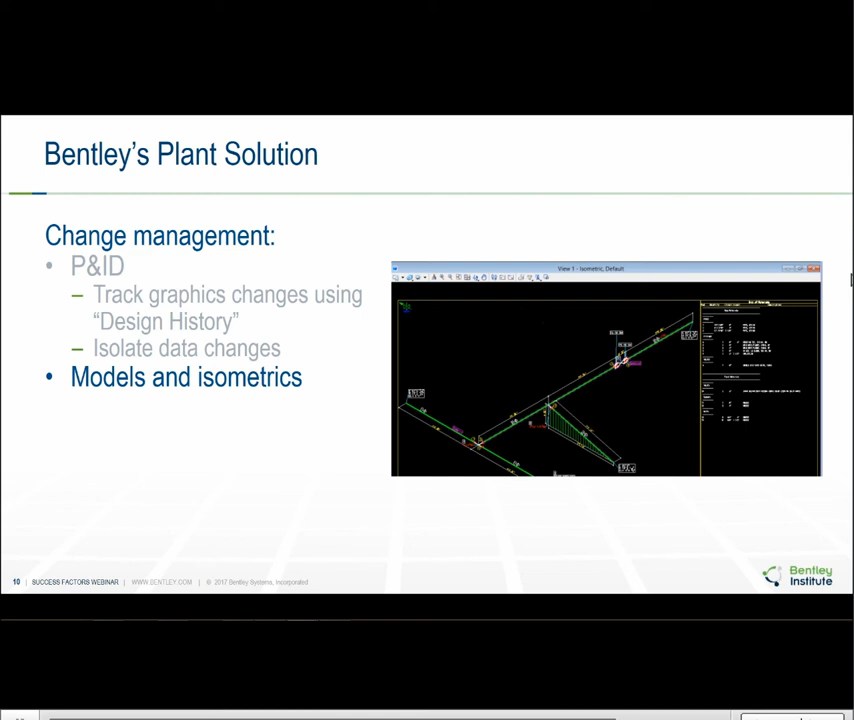 Bentley's Plant Solution
Change management:
• P&ID
– Track graphics changes using
"Design History"
– Isolate data changes
• Models and isometrics
View 1 - Isometric, Default
10 | SUCCESS FACTORS WEBINAR | WWW.BENTLEY.COM | © 2017 Bentley Systems, Incorporated
Bentley
Institute